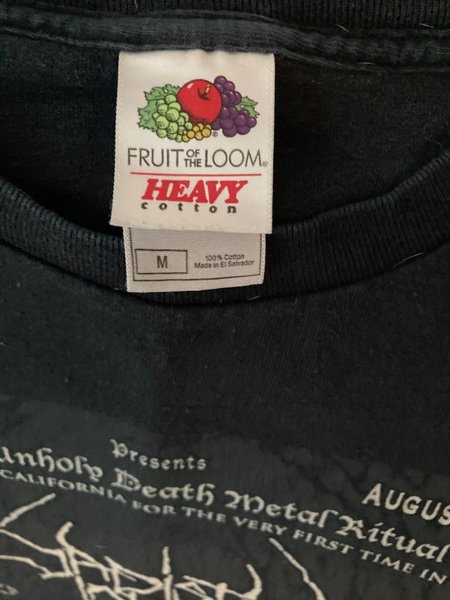 FRUIT OF THE LOOM®
HEAVY
cotton
M
100% Cotton
Made in El Salvador
Presents
Unholy Death Metal Ritual
AUGUS
CALIFORNIA FOR THE VERY FIRST TIME IN